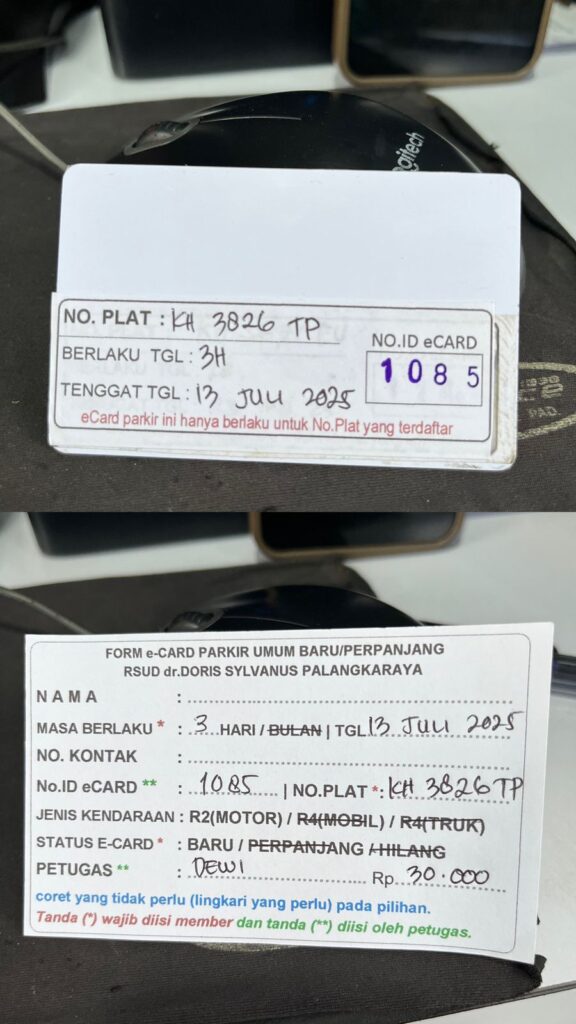 ogitech
NO. PLAT : KH 3826 TP
BERLAKU TGL : 3H
TENGGAT TGL : 13 JULI 2025
NO.ID eCARD
1085
eCard parkir ini hanya berlaku untuk No.Plat yang terdaftar
PAD
FORM e-CARD PARKIR UMUM BARU/PERPANJANG
RSUD dr.DORIS SYLVANUS PALANGKARAYA
NAMA :
MASA BERLAKU * : 3 HARI / BULAN | TGL 13 JULI 2025
NO. KONTAK :
No.ID eCARD ** : 1085 | NO.PLAT *: KH 3826 TP
JENIS KENDARAAN : R2(MOTOR) / R4(MOBIL) / R4(TRUK)
STATUS E-CARD * : BARU / PERPANJANG / HILANG
PETUGAS ** : DEWI Rp. 30.000
coret yang tidak perlu (lingkari yang perlu) pada pilihan.
Tanda (*) wajib diisi member dan tanda (**) diisi oleh petugas.